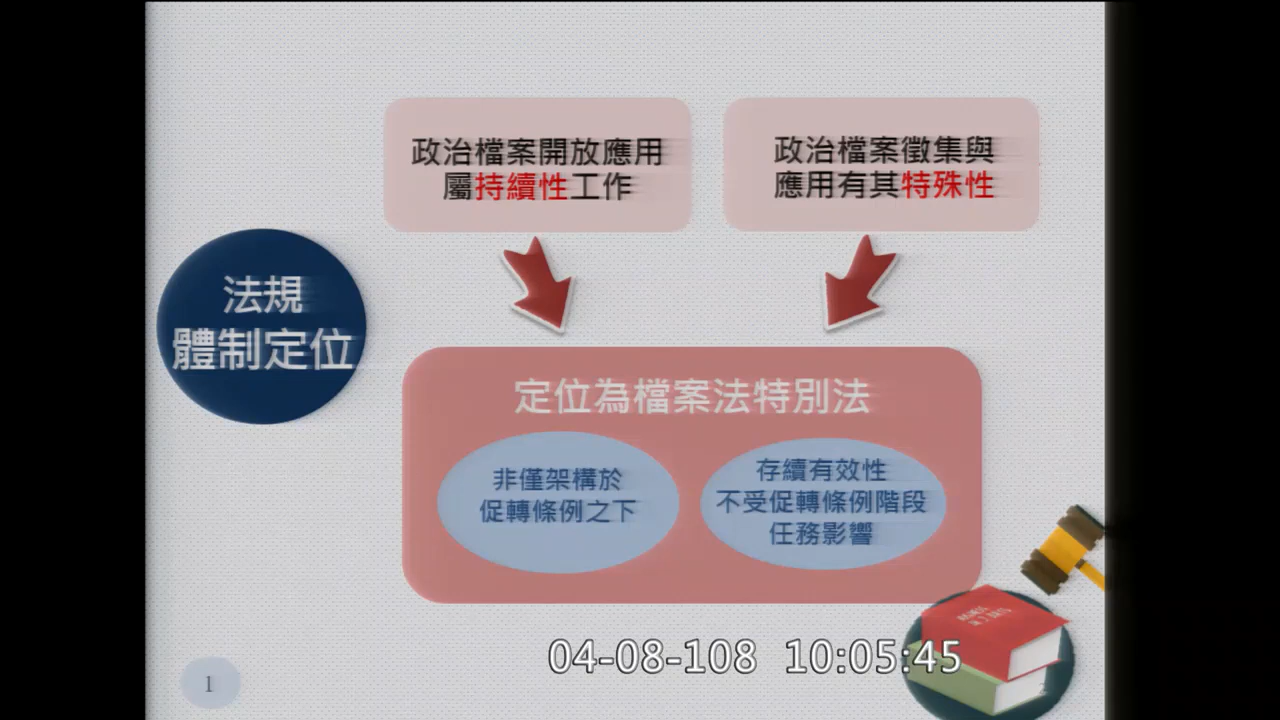 政治檔案開放應用
屬持續性工作
政治檔案徵集與
應用有其特殊性
法規
體制定位
定位為檔案法特別法
非僅架構於
促轉條例之下
存續有效性
不受促轉條例階段
任務影響
04-08-108 10:05:45
1